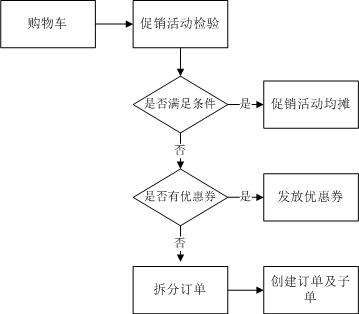 购物车
促销活动检验
是否满足条件
是
促销活动均摊
否
是否有优惠券
是
发放优惠券
否
拆分订单
创建订单及子
单